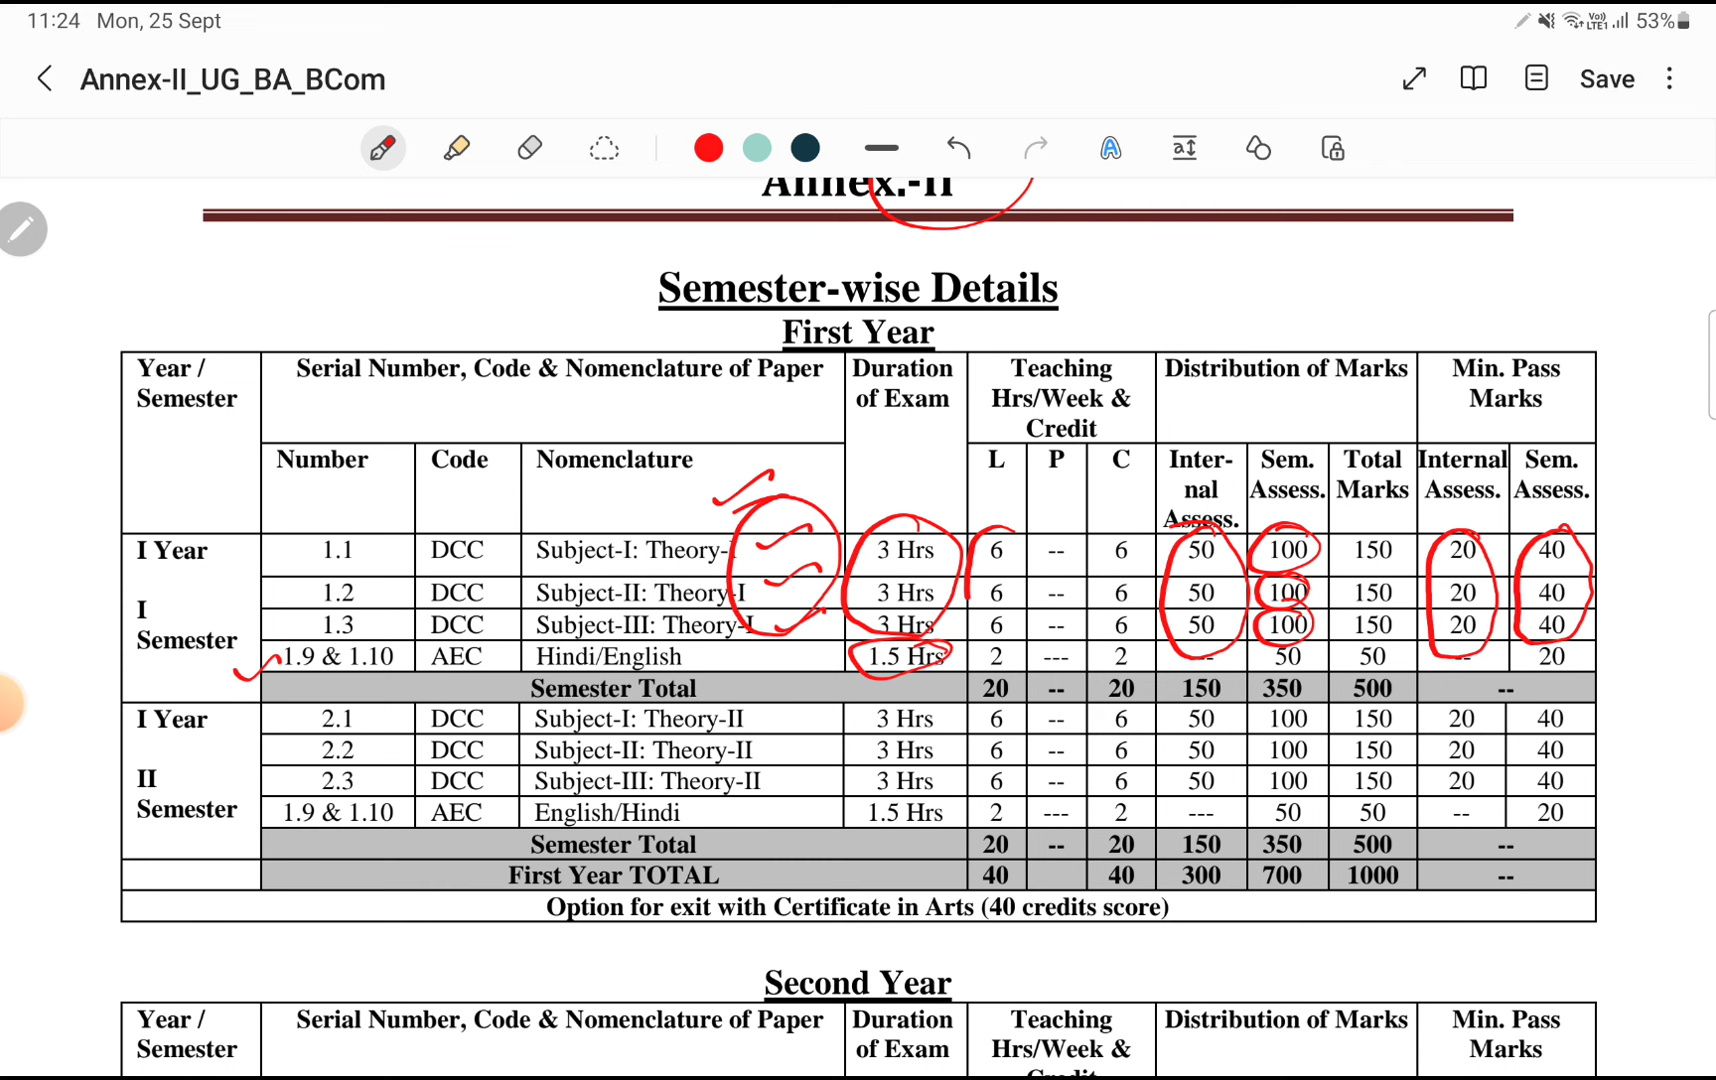 11:24 Mon, 25 Sept
Vo)) LTE1 53%
Annex-II_UG_BA_BCom
Save
Annex.-II
Semester-wise Details
First Year
Year / Semester | Serial Number, Code & Nomenclature of Paper | Duration of Exam | Teaching Hrs/Week & Credit | Distribution of Marks | Min. Pass Marks
Number | Code | Nomenclature | L | P | C | Inter-nal Assess. | Sem. Assess. | Total Marks | Internal Assess. | Sem. Assess.
I Year I Semester | 1.1 | DCC | Subject-I: Theory-I | 3 Hrs | 6 | -- | 6 | 50 | 100 | 150 | 20 | 40
1.2 | DCC | Subject-II: Theory-I | 3 Hrs | 6 | -- | 6 | 50 | 100 | 150 | 20 | 40
1.3 | DCC | Subject-III: Theory-I | 3 Hrs | 6 | -- | 6 | 50 | 100 | 150 | 20 | 40
1.9 & 1.10 | AEC | Hindi/English | 1.5 Hrs | 2 | --- | 2 | --- | 50 | 50 | -- | 20
Semester Total | 20 | -- | 20 | 150 | 350 | 500 | --
I Year II Semester | 2.1 | DCC | Subject-I: Theory-II | 3 Hrs | 6 | -- | 6 | 50 | 100 | 150 | 20 | 40
2.2 | DCC | Subject-II: Theory-II | 3 Hrs | 6 | -- | 6 | 50 | 100 | 150 | 20 | 40
2.3 | DCC | Subject-III: Theory-II | 3 Hrs | 6 | -- | 6 | 50 | 100 | 150 | 20 | 40
1.9 & 1.10 | AEC | English/Hindi | 1.5 Hrs | 2 | --- | 2 | --- | 50 | 50 | -- | 20
Semester Total | 20 | -- | 20 | 150 | 350 | 500 | --
First Year TOTAL | 40 | 40 | 300 | 700 | 1000 | --
Option for exit with Certificate in Arts (40 credits score)
Second Year
Year / Semester | Serial Number, Code & Nomenclature of Paper | Duration of Exam | Teaching Hrs/Week & Credit | Distribution of Marks | Min. Pass Marks